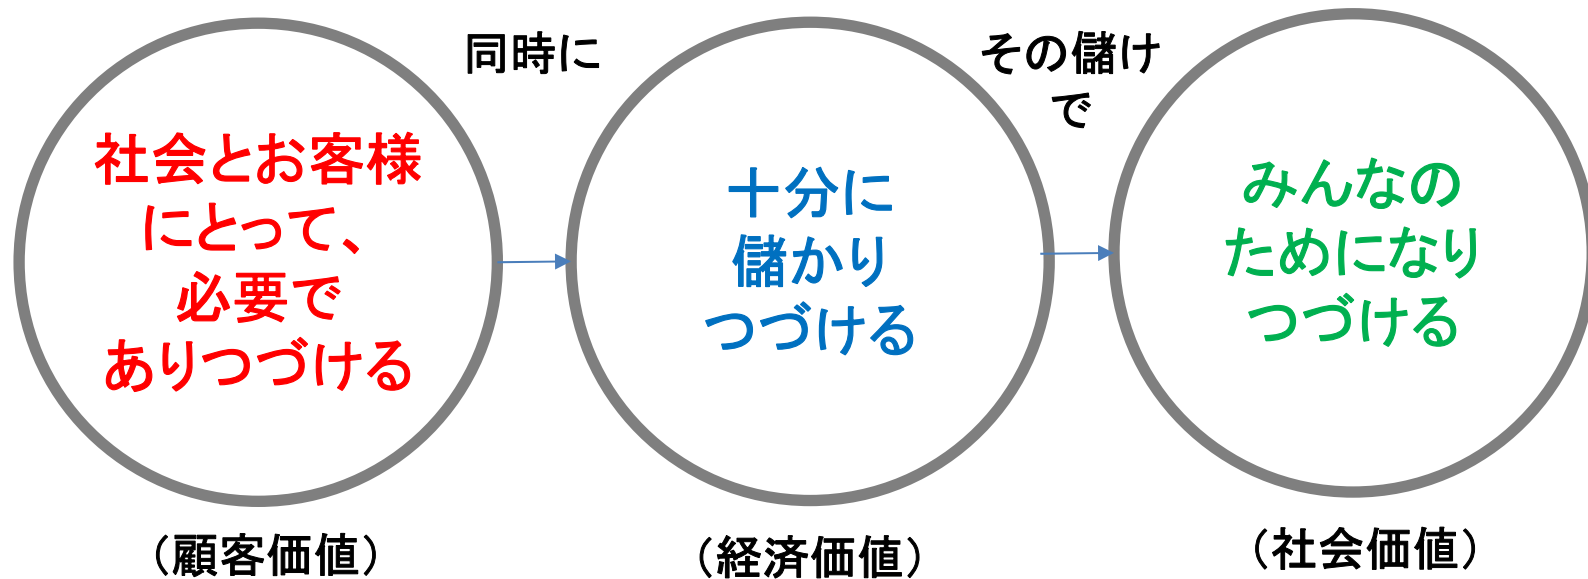 社会とお客様
にとって、
必要で
ありつづける
(顧客価値)
同時に
十分に
儲かり
つづける
(経済価値)
その儲け
で
みんなの
ためになり
つづける
(社会価値)